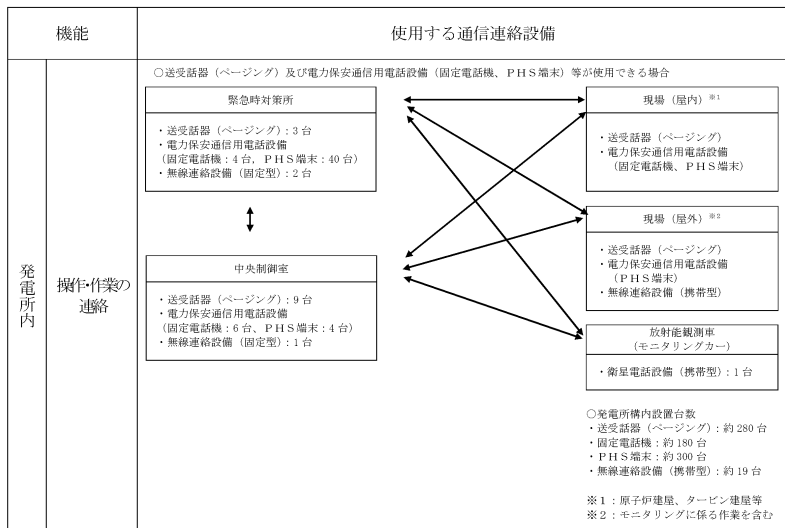 機能
使用する通信連絡設備
発電所内
操作・作業の
連絡
○送受話器（ページング）及び電力保安通信用電話設備（固定電話機、ＰＨＳ端末）等が使用できる場合
緊急時対策所
・送受話器（ページング）：3 台
・電力保安通信用電話設備
（固定電話機：4 台，ＰＨＳ端末：40 台）
・無線連絡設備（固定型）：2 台
中央制御室
・送受話器（ページング）：9 台
・電力保安通信用電話設備
（固定電話機：6 台、ＰＨＳ端末：4 台）
・無線連絡設備（固定型）：1 台
現場（屋内）※1
・送受話器（ページング）
・電力保安通信用電話設備
（固定電話機、ＰＨＳ端末）
現場（屋外）※2
・送受話器（ページング）
・電力保安通信用電話設備
（ＰＨＳ端末）
・無線連絡設備（携帯型）
放射能観測車
（モニタリングカー）
・衛星電話設備（携帯型）：1 台
○発電所構内設置台数
・送受話器（ページング）：約 280 台
・固定電話機：約 180 台
・ＰＨＳ端末：約 300 台
・無線連絡設備（携帯型）：約 19 台
※１：原子炉建屋、タービン建屋等
※２：モニタリングに係る作業を含む